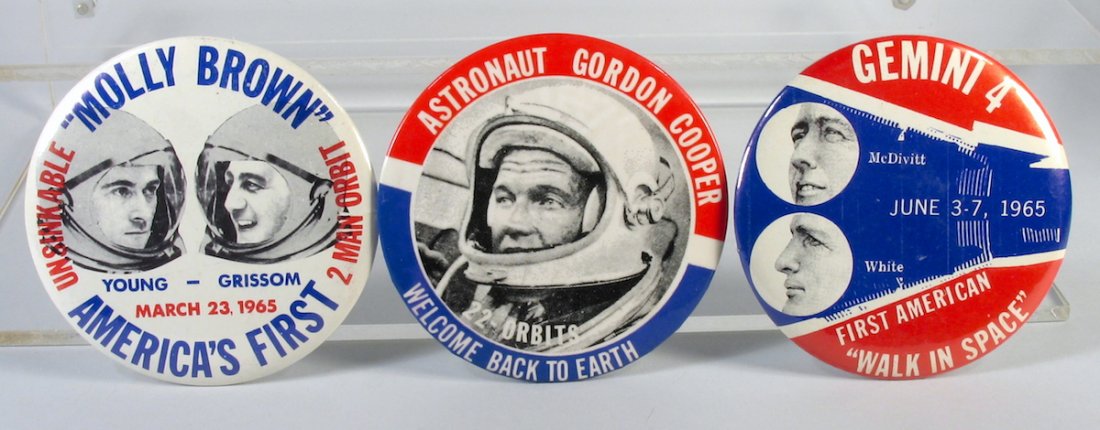 UNSINKABLE "MOLLY BROWN"
YOUNG — GRISSOM
MARCH 23, 1965
AMERICA'S FIRST 2 MAN ORBIT
ASTRONAUT GORDON COOPER
22 ORBITS
WELCOME BACK TO EARTH
GEMINI 4
McDivitt
JUNE 3-7, 1965
White
FIRST AMERICAN
"WALK IN SPACE"